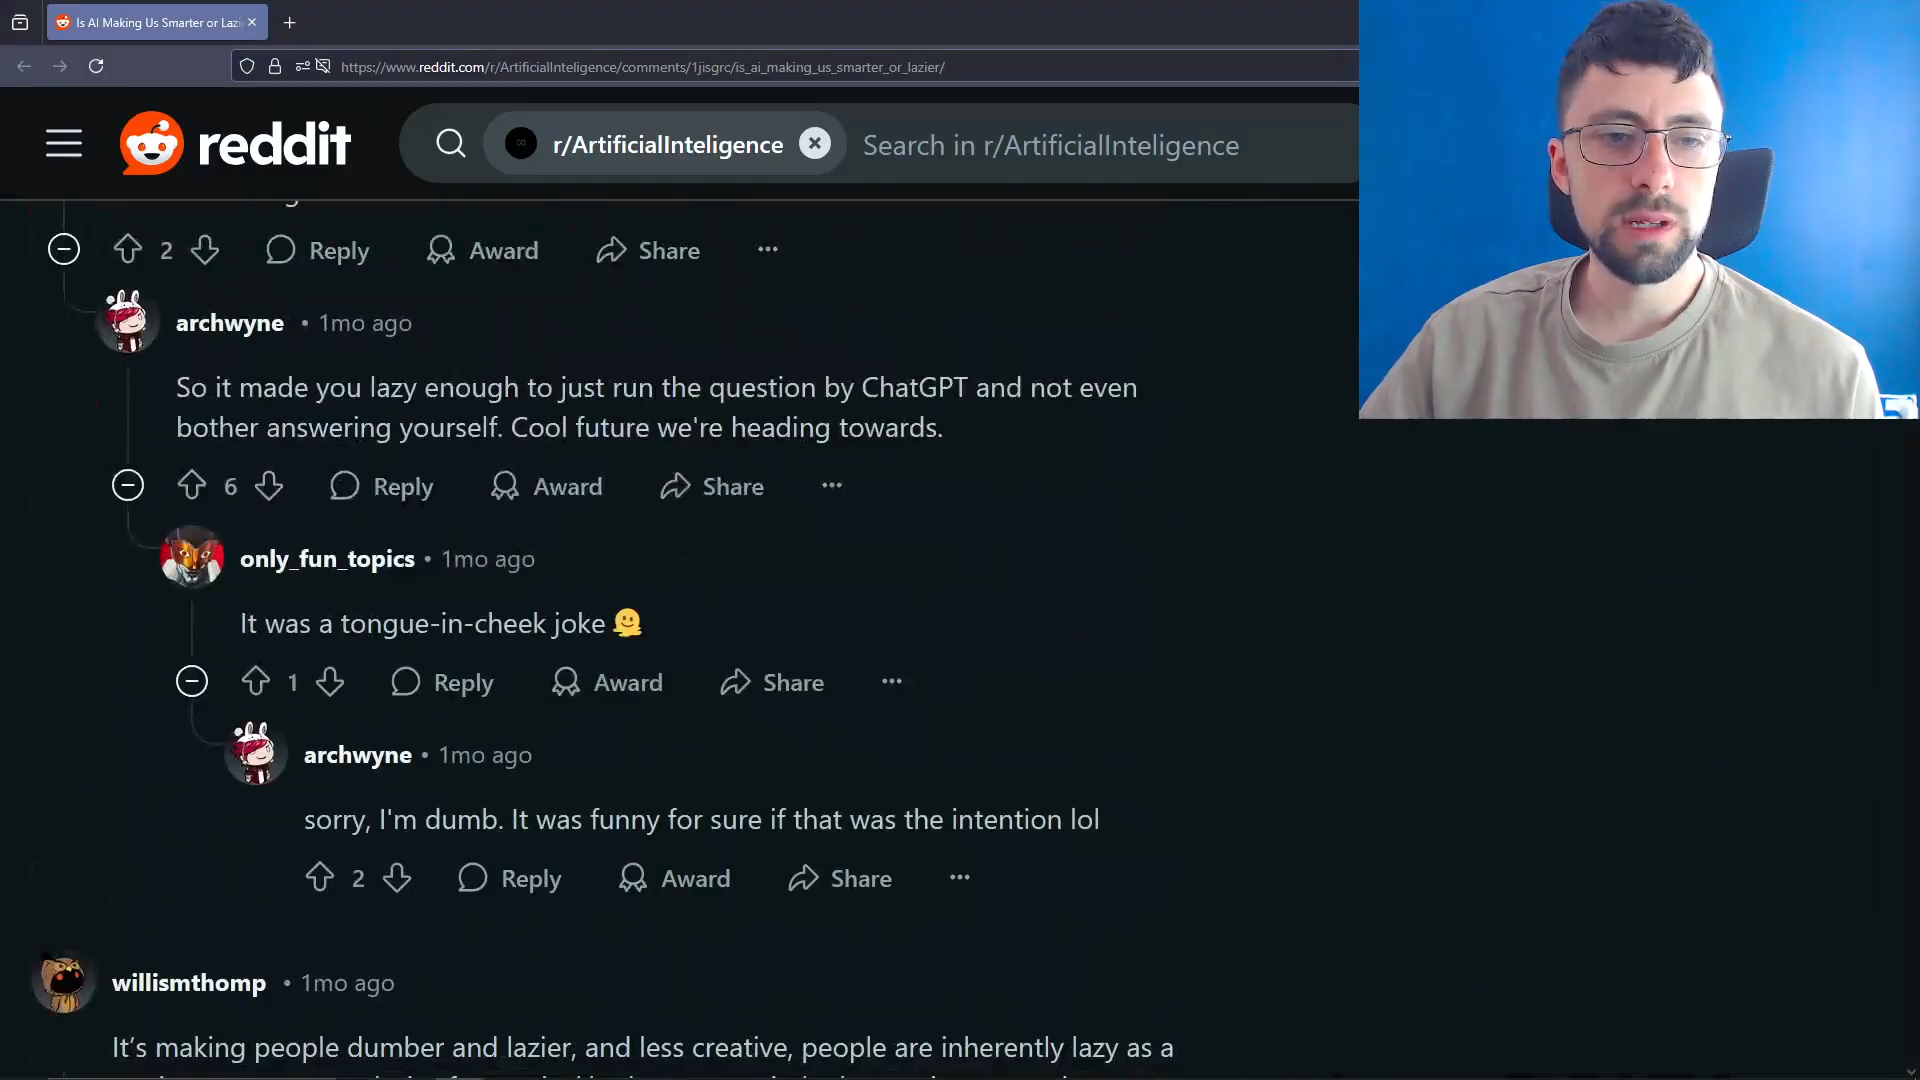 Is AI Making Us Smarter or Lazi
https://www.reddit.com/r/ArtificialInteligence/comments/1jisgrc/is_ai_making_us_smarter_or_lazier/
reddit
r/ArtificialInteligence
Search in r/ArtificialInteligence
2 Reply Award Share
archwyne • 1mo ago
So it made you lazy enough to just run the question by ChatGPT and not even
bother answering yourself. Cool future we're heading towards.
6 Reply Award Share
only_fun_topics • 1mo ago
It was a tongue-in-cheek joke 🫠
1 Reply Award Share
archwyne • 1mo ago
sorry, I'm dumb. It was funny for sure if that was the intention lol
2 Reply Award Share
willismthomp • 1mo ago
It’s making people dumber and lazier, and less creative, people are inherently lazy as a